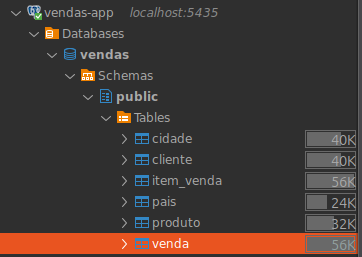 vendas-app localhost:5435
Databases
vendas
Schemas
public
Tables
cidade 40K
cliente 40K
item_venda 56K
pais 24K
produto 32K
venda 56K